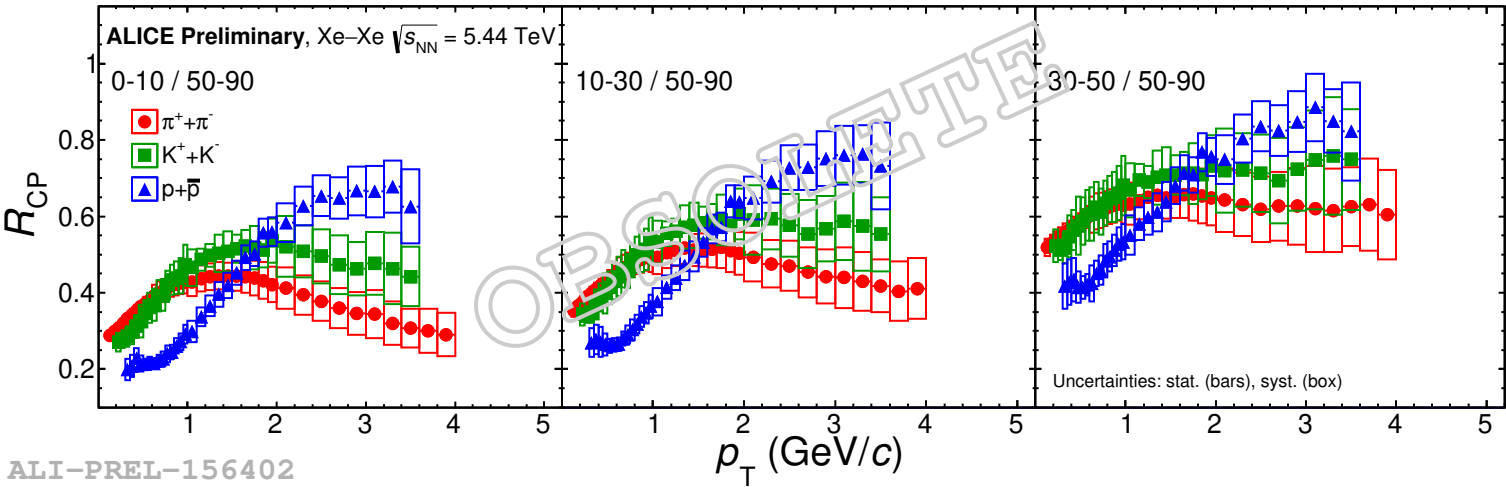 ALICE Preliminary, Xe–Xe √s_NN = 5.44 TeV
0-10 / 50-90
10-30 / 50-90
30-50 / 50-90
π⁺+π⁻
K⁺+K⁻
p+p̅
OBSOLETE
R_CP
1
0.8
0.6
0.4
0.2
Uncertainties: stat. (bars), syst. (box)
1 2 3 4 5
1 2 3 4 5
1 2 3 4 5
p_T (GeV/c)
ALI−PREL−156402